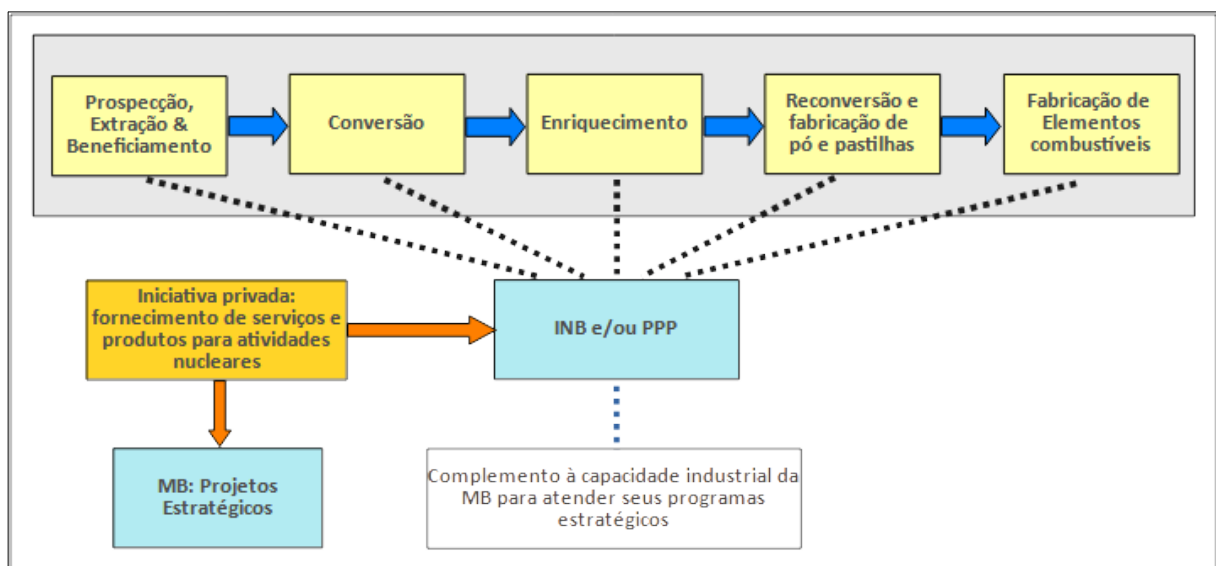 Prospecção,
Extração &
Beneficiamento
Conversão
Enriquecimento
Reconversão e
fabricação de
pó e pastilhas
Fabricação de
Elementos
combustíveis
Iniciativa privada:
fornecimento de serviços e
produtos para atividades
nucleares
INB e/ou PPP
MB: Projetos
Estratégicos
Complemento à capacidade industrial da
MB para atender seus programas
estratégicos